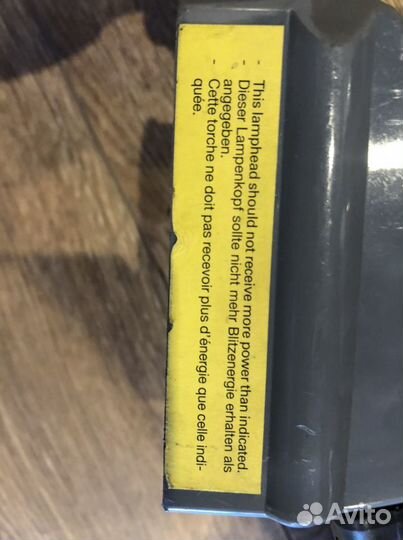 - This lamphead should not receive more power than indicated.
- Dieser Lampenkopf sollte nicht mehr Blitzenergie erhalten als
angegeben.
- Cette torche ne doit pas recevoir plus d'énergie que celle indi-
quée.
Avito